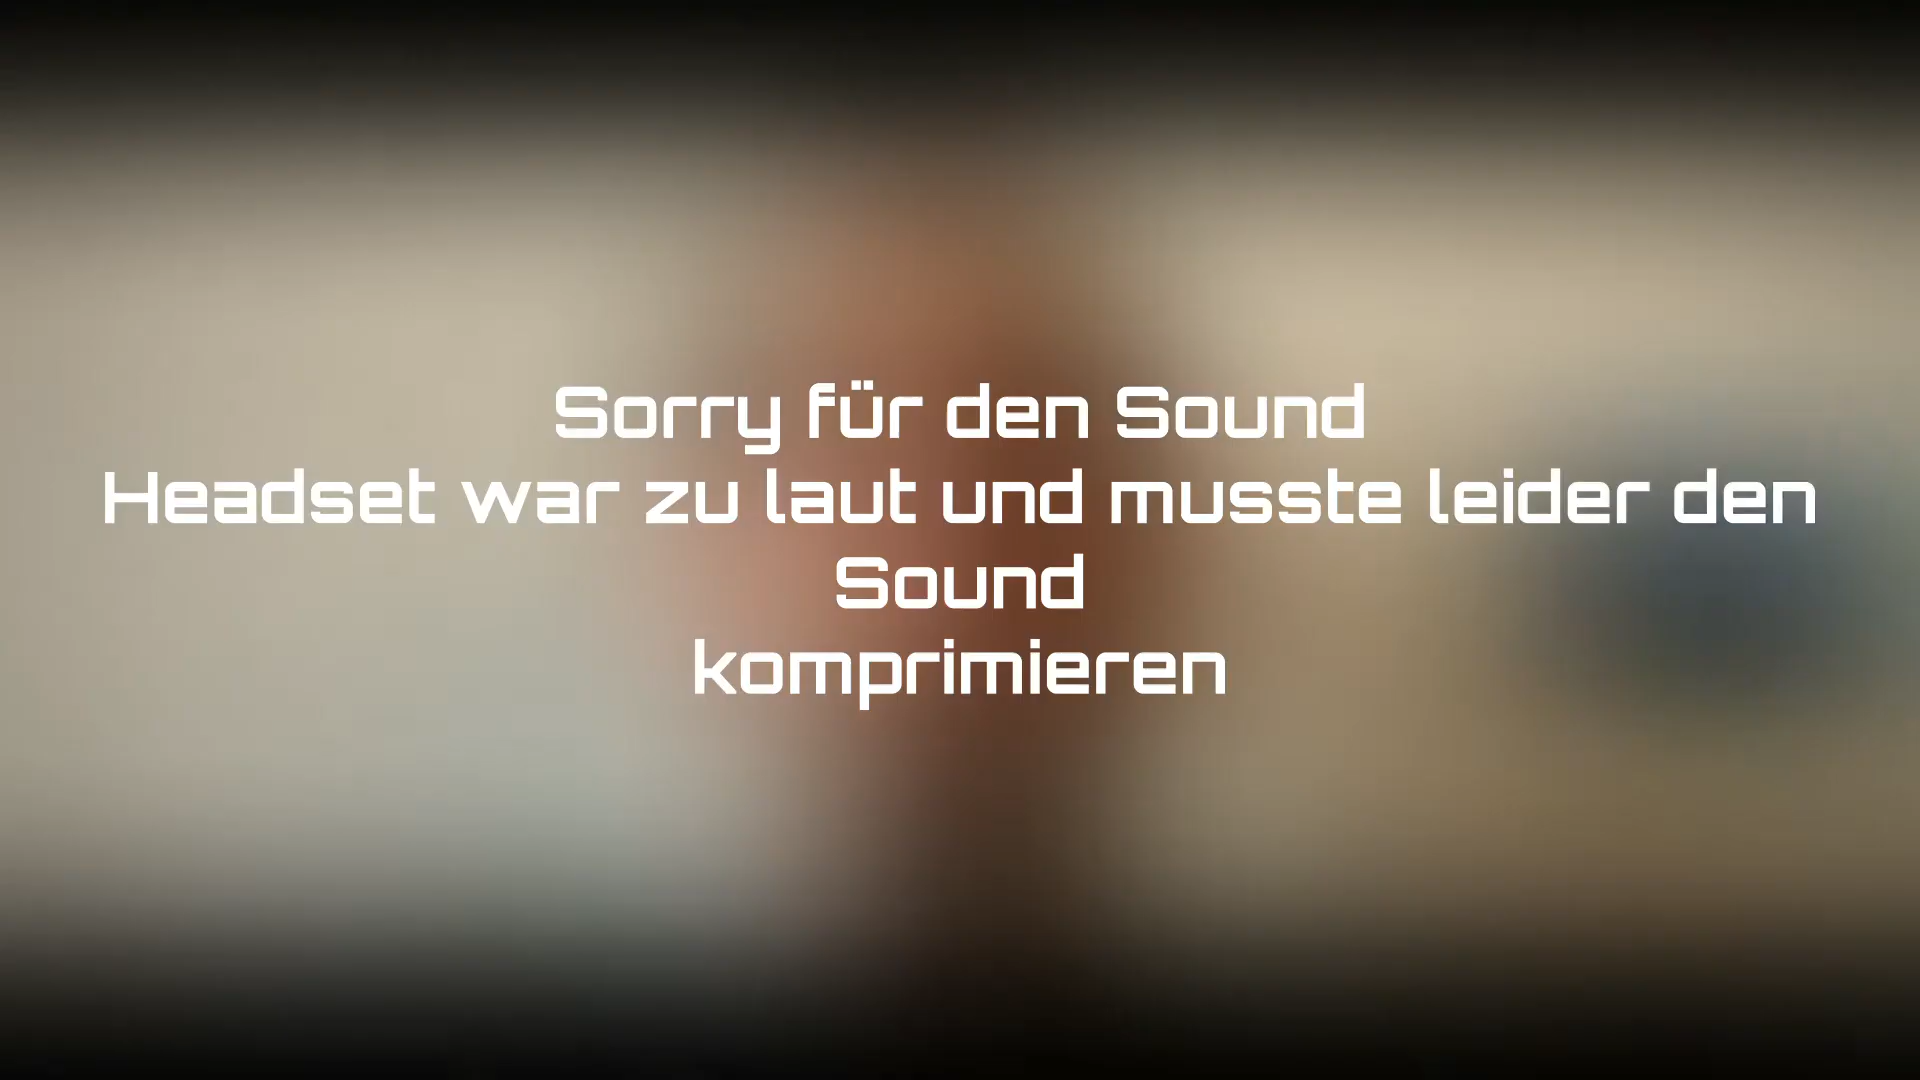 Sorry für den Sound
Headset war zu laut und musste leider den
Sound
komprimieren